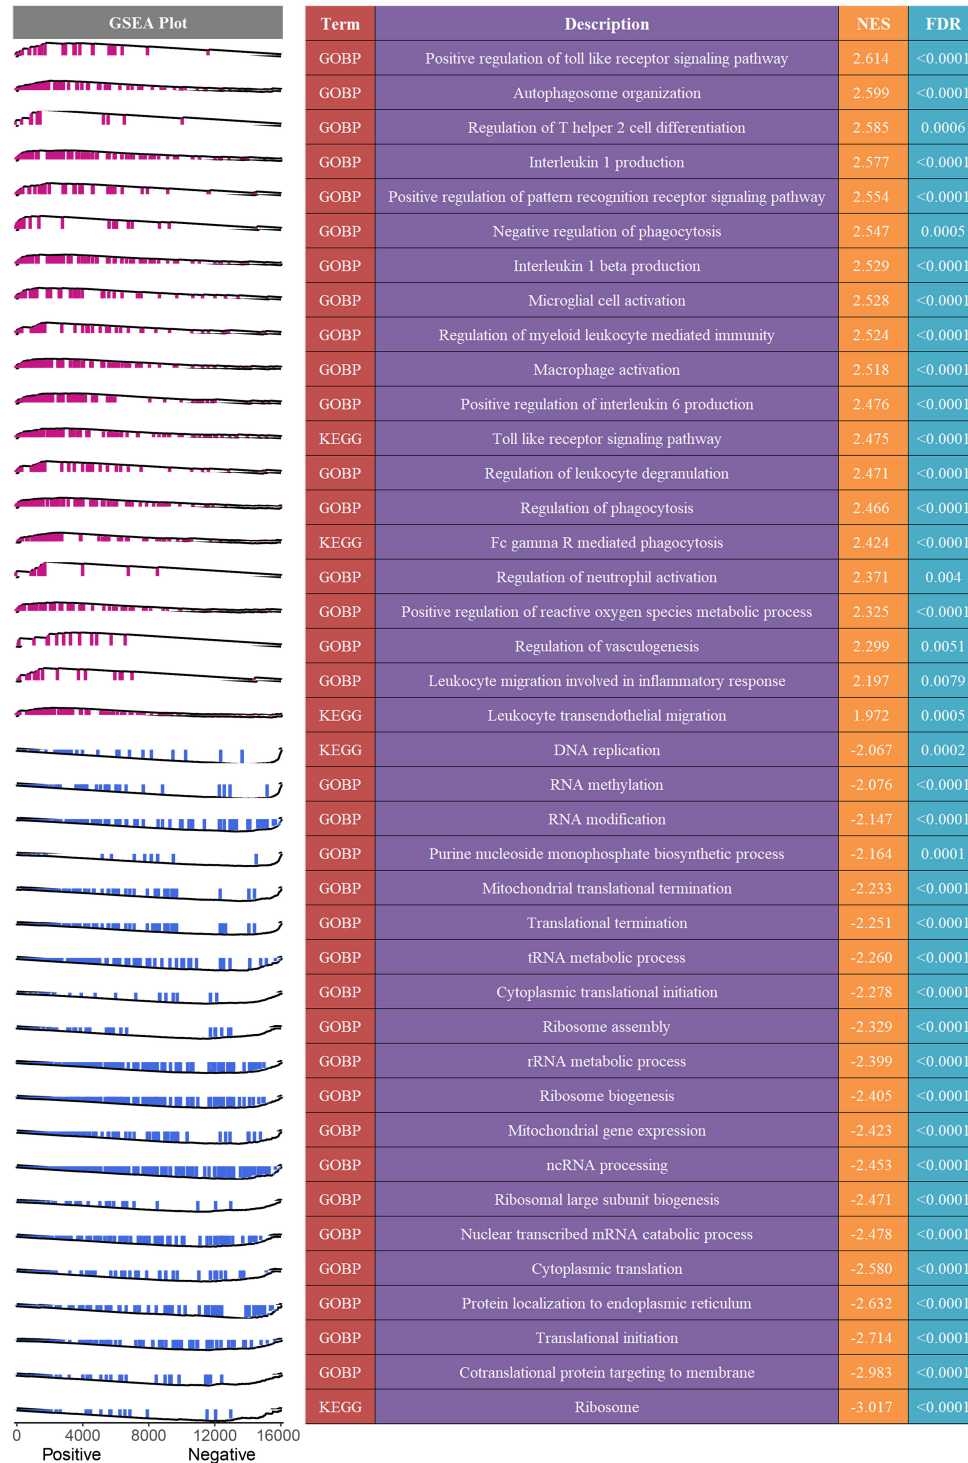 GSEA Plot Term Description NES FDR
GOBP Positive regulation of toll like receptor signaling pathway 2.614 <0.0001
GOBP Autophagosome organization 2.599 <0.0001
GOBP Regulation of T helper 2 cell differentiation 2.585 0.0006
GOBP Interleukin 1 production 2.577 <0.0001
GOBP Positive regulation of pattern recognition receptor signaling pathway 2.554 <0.0001
GOBP Negative regulation of phagocytosis 2.547 0.0005
GOBP Interleukin 1 beta production 2.529 <0.0001
GOBP Microglial cell activation 2.528 <0.0001
GOBP Regulation of myeloid leukocyte mediated immunity 2.524 <0.0001
GOBP Macrophage activation 2.518 <0.0001
GOBP Positive regulation of interleukin 6 production 2.476 <0.0001
KEGG Toll like receptor signaling pathway 2.475 <0.0001
GOBP Regulation of leukocyte degranulation 2.471 <0.0001
GOBP Regulation of phagocytosis 2.466 <0.0001
KEGG Fc gamma R mediated phagocytosis 2.424 <0.0001
GOBP Regulation of neutrophil activation 2.371 0.004
GOBP Positive regulation of reactive oxygen species metabolic process 2.325 <0.0001
GOBP Regulation of vasculogenesis 2.299 0.0051
GOBP Leukocyte migration involved in inflammatory response 2.197 0.0079
KEGG Leukocyte transendothelial migration 1.972 0.0005
KEGG DNA replication -2.067 0.0002
GOBP RNA methylation -2.076 <0.0001
GOBP RNA modification -2.147 <0.0001
GOBP Purine nucleoside monophosphate biosynthetic process -2.164 0.0001
GOBP Mitochondrial translational termination -2.233 <0.0001
GOBP Translational termination -2.251 <0.0001
GOBP tRNA metabolic process -2.260 <0.0001
GOBP Cytoplasmic translational initiation -2.278 <0.0001
GOBP Ribosome assembly -2.329 <0.0001
GOBP rRNA metabolic process -2.399 <0.0001
GOBP Ribosome biogenesis -2.405 <0.0001
GOBP Mitochondrial gene expression -2.423 <0.0001
GOBP ncRNA processing -2.453 <0.0001
GOBP Ribosomal large subunit biogenesis -2.471 <0.0001
GOBP Nuclear transcribed mRNA catabolic process -2.478 <0.0001
GOBP Cytoplasmic translation -2.580 <0.0001
GOBP Protein localization to endoplasmic reticulum -2.632 <0.0001
GOBP Translational initiation -2.714 <0.0001
GOBP Cotranslational protein targeting to membrane -2.983 <0.0001
KEGG Ribosome -3.017 <0.0001
0 4000 8000 12000 16000
Positive Negative